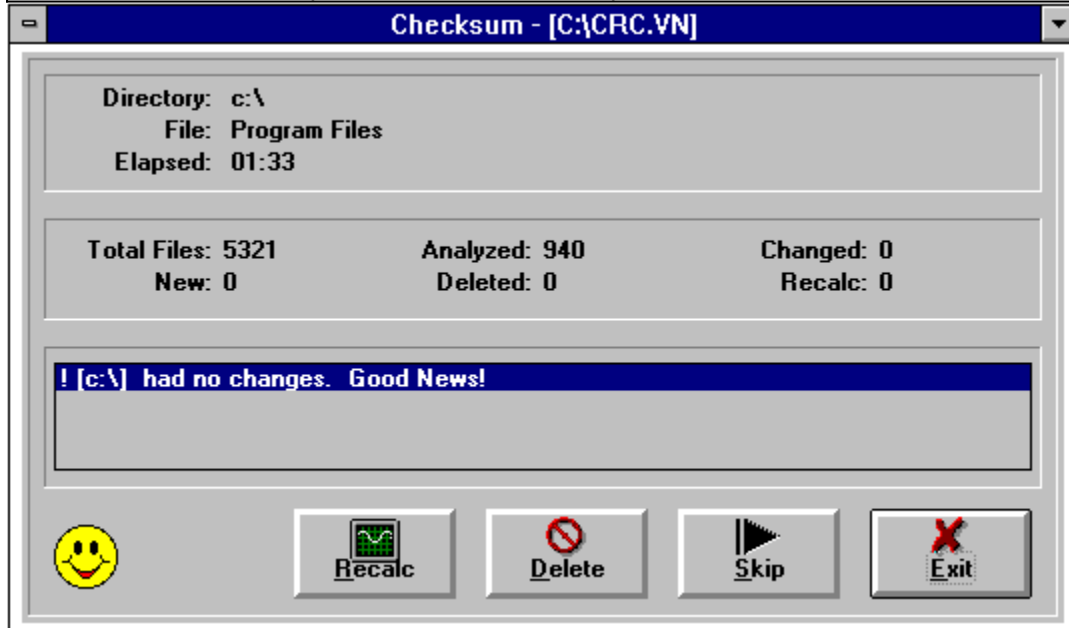 Checksum - [C:\CRC.VN]
Directory: c:\
File: Program Files
Elapsed: 01:33
Total Files: 5321 Analyzed: 940 Changed: 0
New: 0 Deleted: 0 Recalc: 0
! [c:\]  had no changes.  Good News!
Recalc Delete Skip Exit